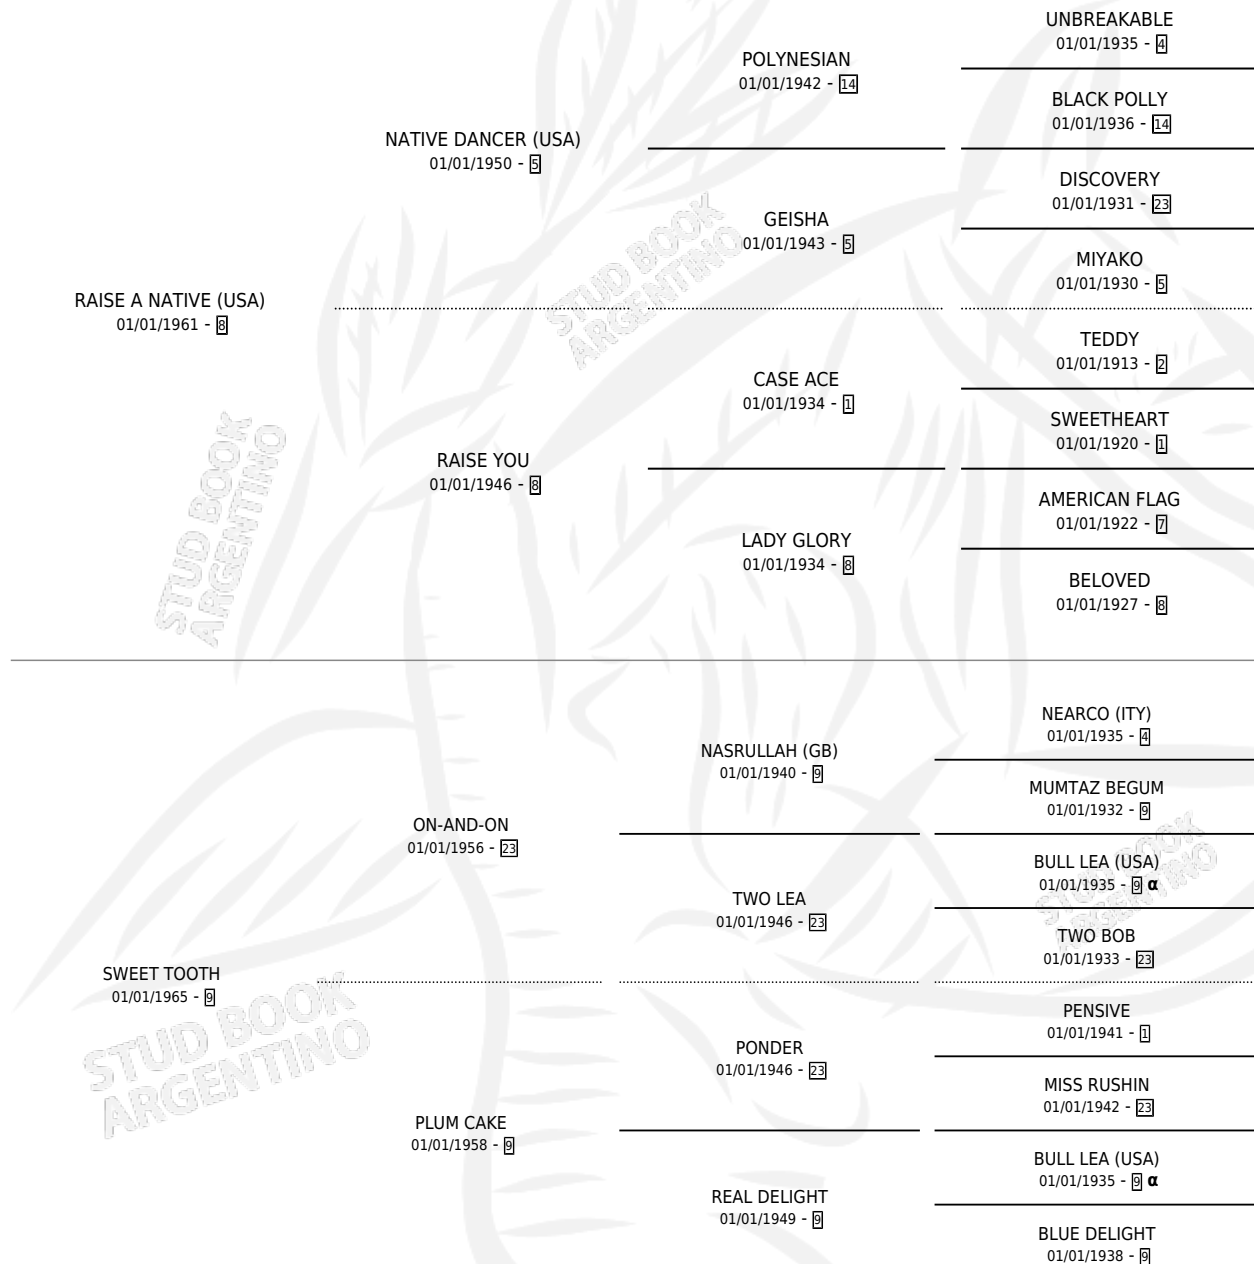 UNBREAKABLE
01/01/1935 - 4
POLYNESIAN
01/01/1942 - 14
BLACK POLLY
01/01/1936 - 14
NATIVE DANCER (USA)
01/01/1950 - 5
DISCOVERY
01/01/1931 - 23
GEISHA
01/01/1943 - 5
MIYAKO
01/01/1930 - 5
RAISE A NATIVE (USA)
01/01/1961 - 8
TEDDY
01/01/1913 - 2
CASE ACE
01/01/1934 - 1
SWEETHEART
01/01/1920 - 1
RAISE YOU
01/01/1946 - 8
AMERICAN FLAG
01/01/1922 - 7
LADY GLORY
01/01/1934 - 8
BELOVED
01/01/1927 - 8
STUD BOOK
ARGENTINO
STUD BOOK
ARGENTINO
NEARCO (ITY)
01/01/1935 - 4
NASRULLAH (GB)
01/01/1940 - 9
MUMTAZ BEGUM
01/01/1932 - 9
ON-AND-ON
01/01/1956 - 23
BULL LEA (USA)
01/01/1935 - 9 α
TWO LEA
01/01/1946 - 23
TWO BOB
01/01/1933 - 23
SWEET TOOTH
01/01/1965 - 9
PENSIVE
01/01/1941 - 1
PONDER
01/01/1946 - 23
MISS RUSHIN
01/01/1942 - 23
PLUM CAKE
01/01/1958 - 9
BULL LEA (USA)
01/01/1935 - 9 α
REAL DELIGHT
01/01/1949 - 9
BLUE DELIGHT
01/01/1938 - 9
STUD BOOK
ARGENTINO
STUD BOOK
ARGENTINO